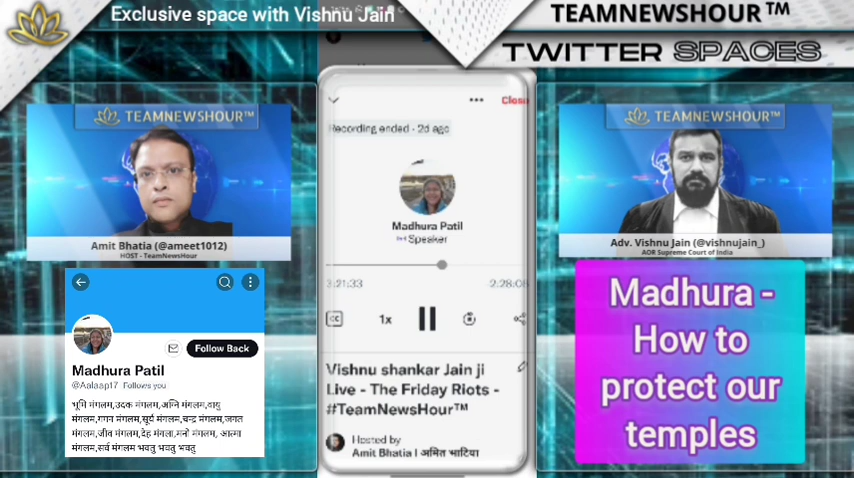 Exclusive space with Vishnu Jain
TEAMNEWSHOUR™
TWITTER SPACES
TEAMNEWSHOUR™
Amit Bhatia (@ameet1012)
HOST - TeamNewsHour
Follow Back
Madhura Patil
@Aalaap17 Follows you
भूमि मंगलम,उदक मंगलम,अग्नि मंगलम,वायु
मंगलम,गगन मंगलम,सूर्य मंगलम,चन्द्र मंगलम,जगत
मंगलम,जीव मंगलम,देह मंगला,मनो मंगलम, आत्मा
मंगलम,सर्व मंगलम भवतु भवतु भवतु
Close
Recording ended · 2d ago
Madhura Patil
Speaker
3:21:33
-2:28:06
CC
1x
Vishnu shankar Jain ji
Live - The Friday Riots -
#TeamNewsHour™
Hosted by
Amit Bhatia | अमित भाटिया
TEAMNEWSHOUR™
Adv. Vishnu Jain (@vishnujain_)
AOR Supreme Court of India
Madhura -
How to
protect our
temples